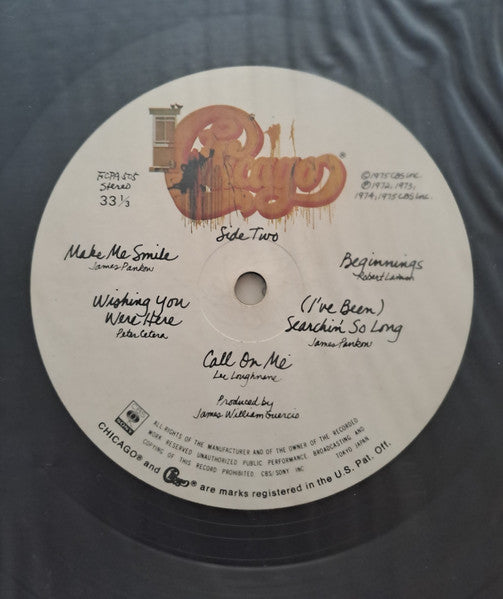 Chicago®
ECPA 505
Stereo
33 1/3
℗1975 CBS Inc.
℗1972; 1973;
1974; 1975 CBS Inc.
Side Two
Make Me Smile
James Pankow
Beginnings
Robert Lamm
Wishing You
Were Here
Peter Cetera
(I've Been)
Searchin' So Long
James Pankow
Call On Me
Lee Loughnane
Produced by
James William Guercio
SONY
ALL RIGHTS OF THE MANUFACTURER AND OF THE OWNER OF THE RECORDED
WORK RESERVED UNAUTHORIZED PUBLIC PERFORMANCE BROADCASTING AND
COPYING OF THIS RECORD PROHIBITED. CBS/SONY INC. TOKYO JAPAN
CHICAGO® and Chicago® are marks registered in the U.S. Pat. Off.